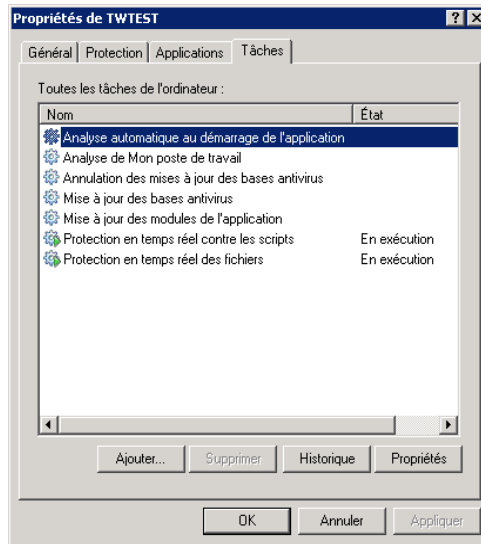 Propriétés de TWTEST
Général Protection Applications Tâches
Toutes les tâches de l'ordinateur :
Nom État
Analyse automatique au démarrage de l'application
Analyse de Mon poste de travail
Annulation des mises à jour des bases antivirus
Mise à jour des bases antivirus
Mise à jour des modules de l'application
Protection en temps réel contre les scripts En exécution
Protection en temps réel des fichiers En exécution
Ajouter... Supprimer Historique Propriétés
OK Annuler Appliquer